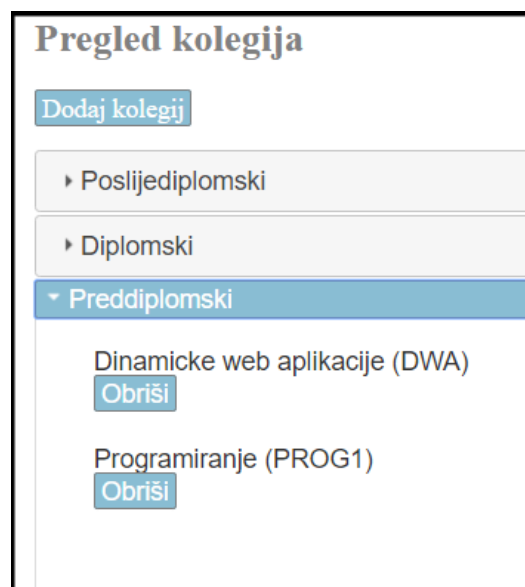 Pregled kolegija
Dodaj kolegij
Poslijediplomski
Diplomski
Preddiplomski
Dinamicke web aplikacije (DWA)
Obriši
Programiranje (PROG1)
Obriši